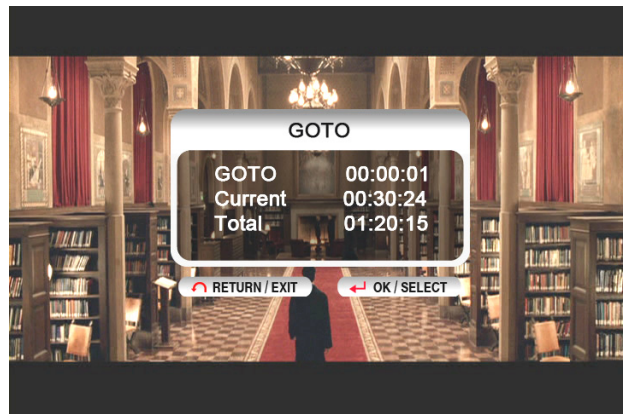 GOTO
GOTO 00:00:01
Current 00:30:24
Total 01:20:15
RETURN / EXIT OK / SELECT